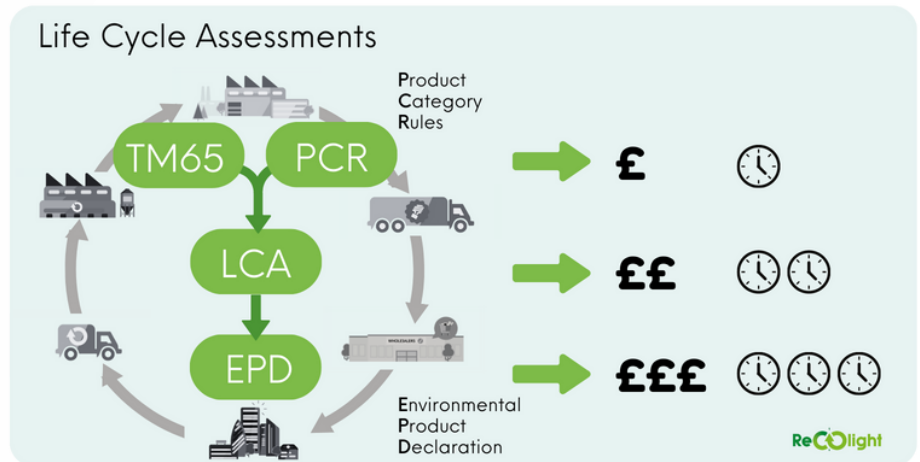 Life Cycle Assessments
Product
Category
Rules
TM65
PCR
£
££
LCA
WHOLESALERS
EPD
£££
Environmental
Product
Declaration
Recolight